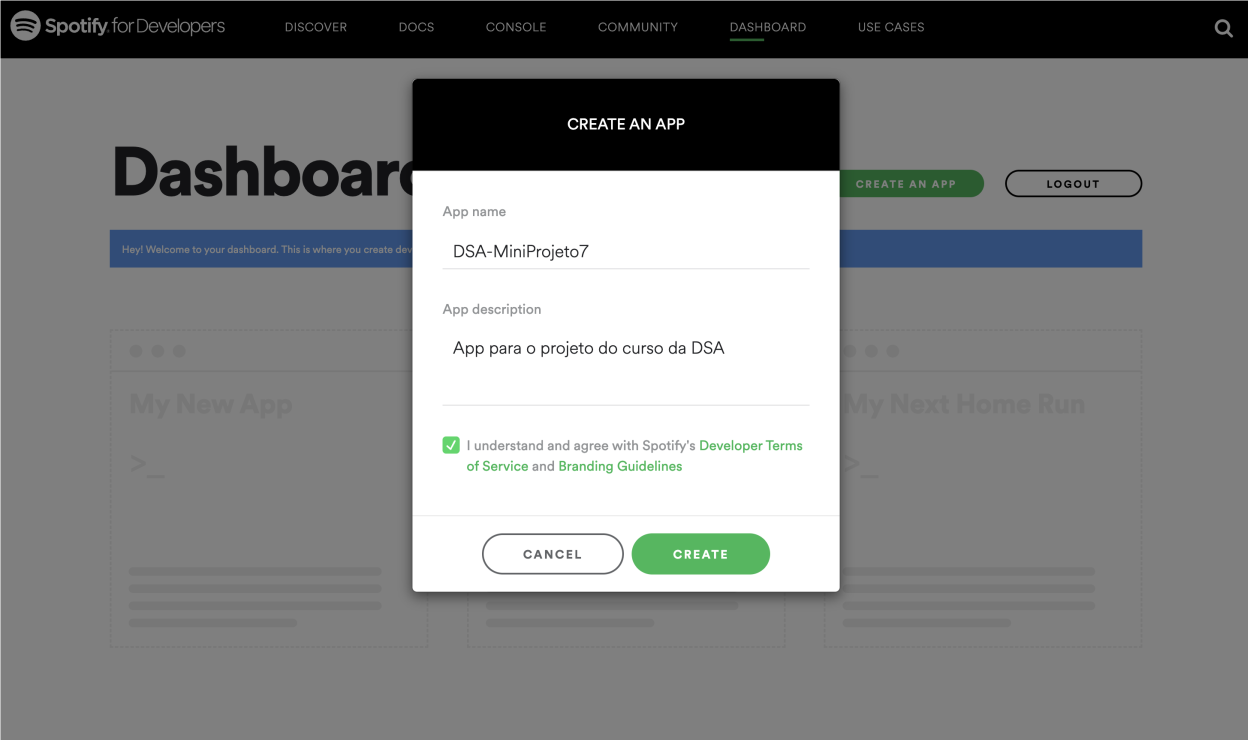 Spotify for Developers
DISCOVER
DOCS
CONSOLE
COMMUNITY
DASHBOARD
USE CASES
CREATE AN APP
Dashboar
CREATE AN APP
LOGOUT
Hey! Welcome to your dashboard. This is where you create
App name
DSA-MiniProjeto7
App description
App para o projeto do curso da DSA
My New App
>_
My Next Home Run
>_
I understand and agree with Spotify's Developer Terms
of Service and Branding Guidelines
CANCEL
CREATE